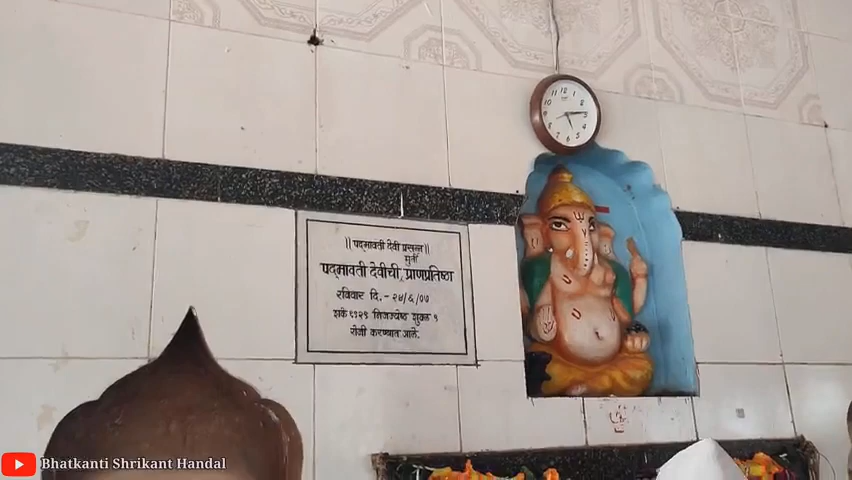 ॥ पद्‌मावती देवी प्रसन्न ॥
मुर्ती
पद्‌मावती देवीची प्राणप्रतिष्ठा
रविवार दि. - २४/६/०७
शके १९२९ निजज्येष्ठ शुक्ल ९
रोजी करण्यात आले.
Bhatkanti Shrikant Handal